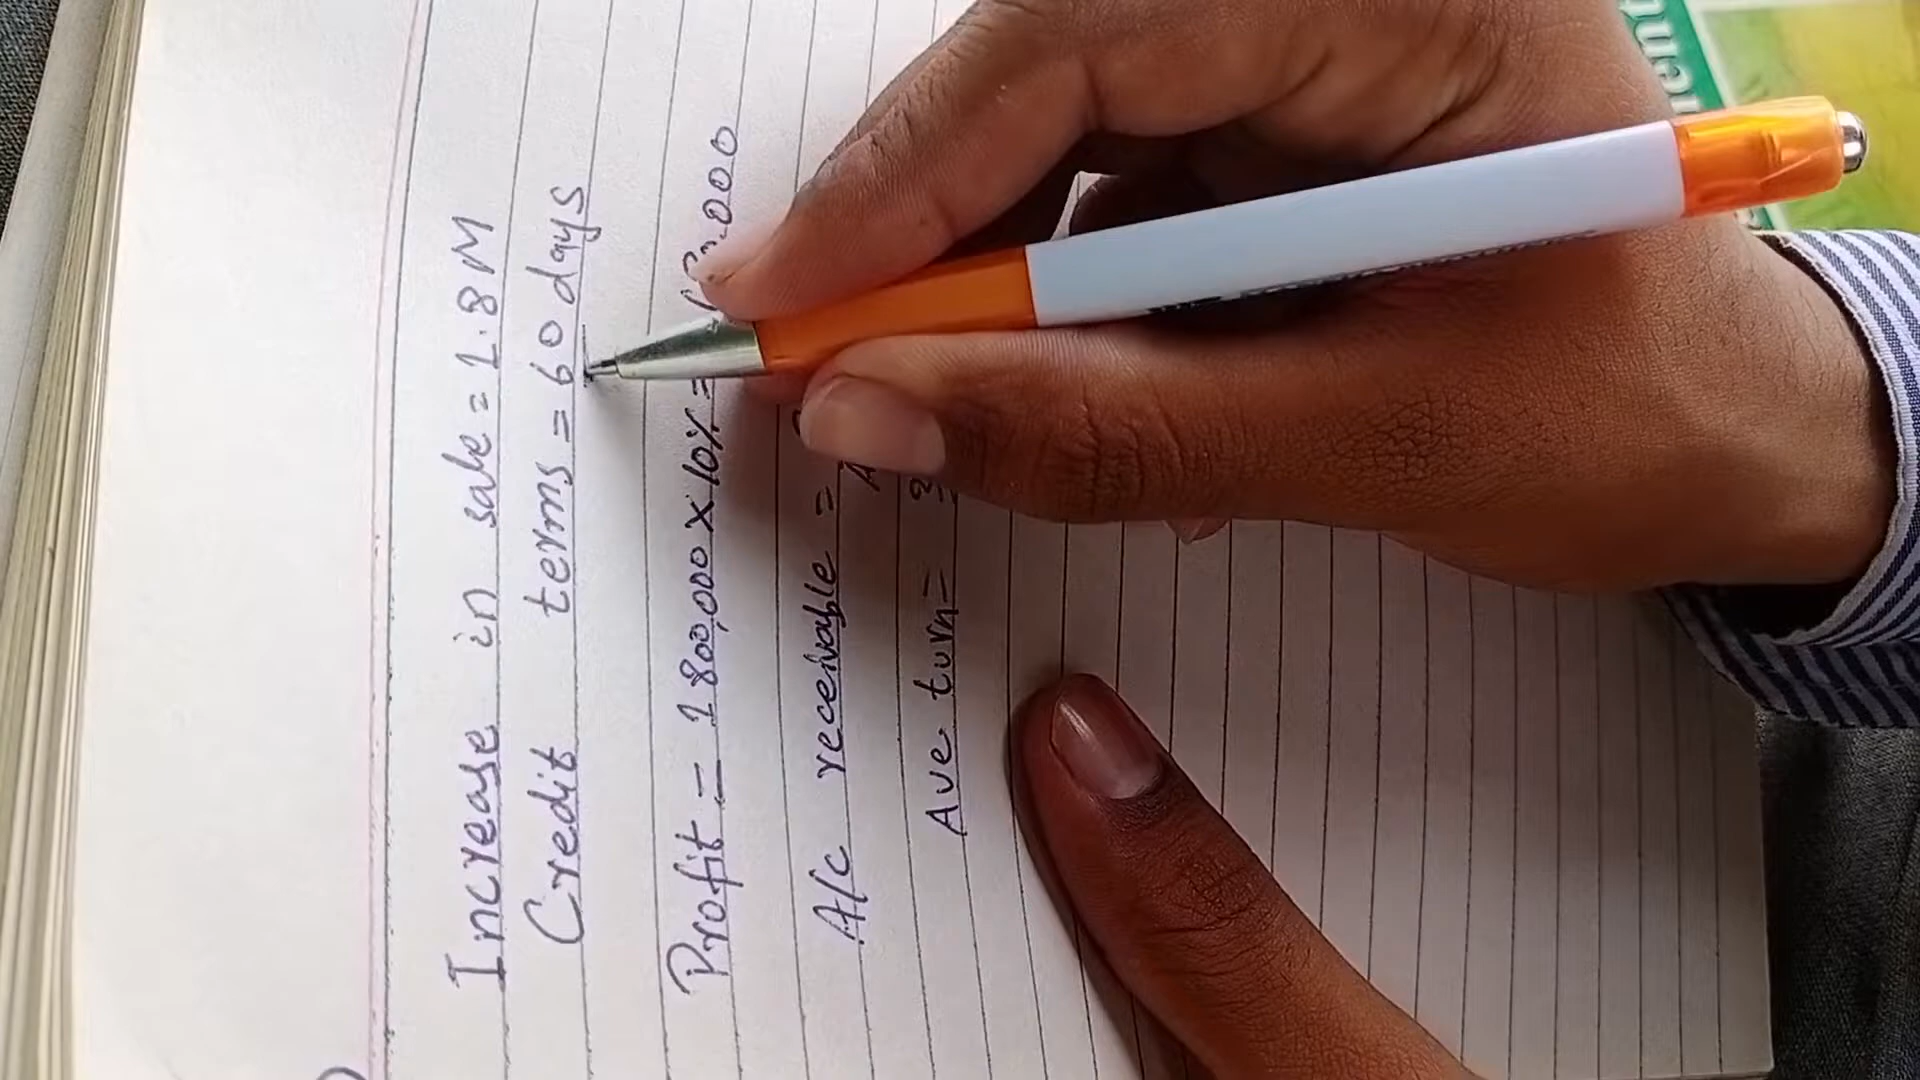 Increase in sale = 1.8M
Credit terms = 60 days
Profit = 1800,000 x 10% =
A/c receivable =
Ave turn =